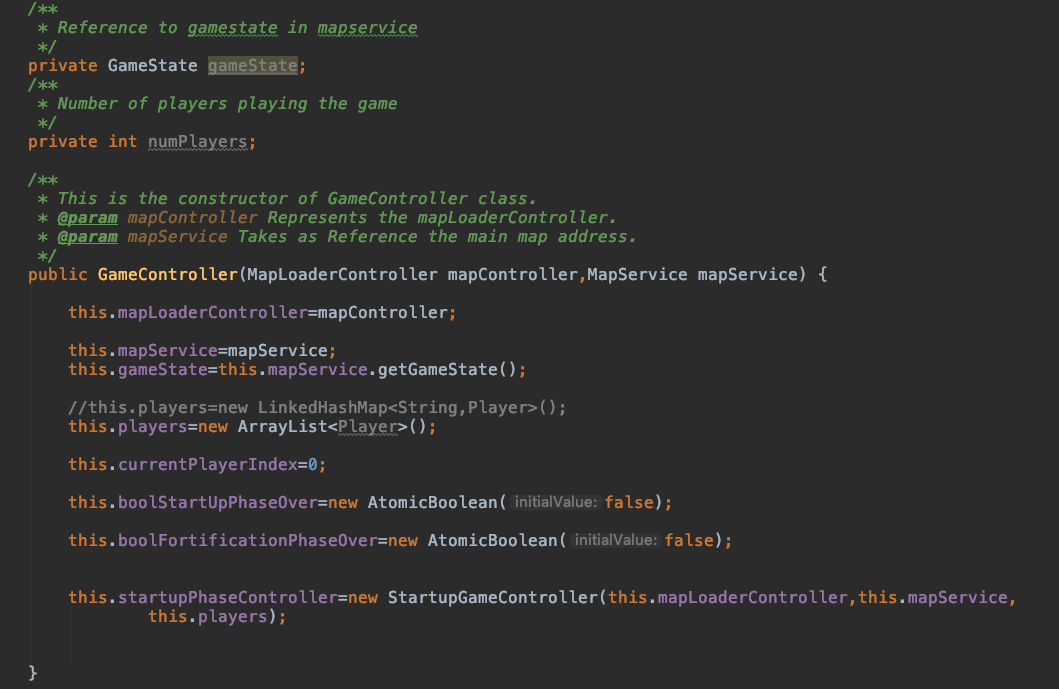 /**
 * Reference to gamestate in mapservice
 */
private GameState gameState;
/**
 * Number of players playing the game
 */
private int numPlayers;
/**
 * This is the constructor of GameController class.
 * @param mapController Represents the mapLoaderController.
 * @param mapService Takes as Reference the main map address.
 */
public GameController(MapLoaderController mapController,MapService mapService) {
this.mapLoaderController=mapController;
this.mapService=mapService;
this.gameState=this.mapService.getGameState();
//this.players=new LinkedHashMap<String,Player>();
this.players=new ArrayList<Player>();
this.currentPlayerIndex=0;
this.boolStartUpPhaseOver=new AtomicBoolean( initialValue: false);
this.boolFortificationPhaseOver=new AtomicBoolean( initialValue: false);
this.startupPhaseController=new StartupGameController(this.mapLoaderController,this.mapService,
this.players);
}